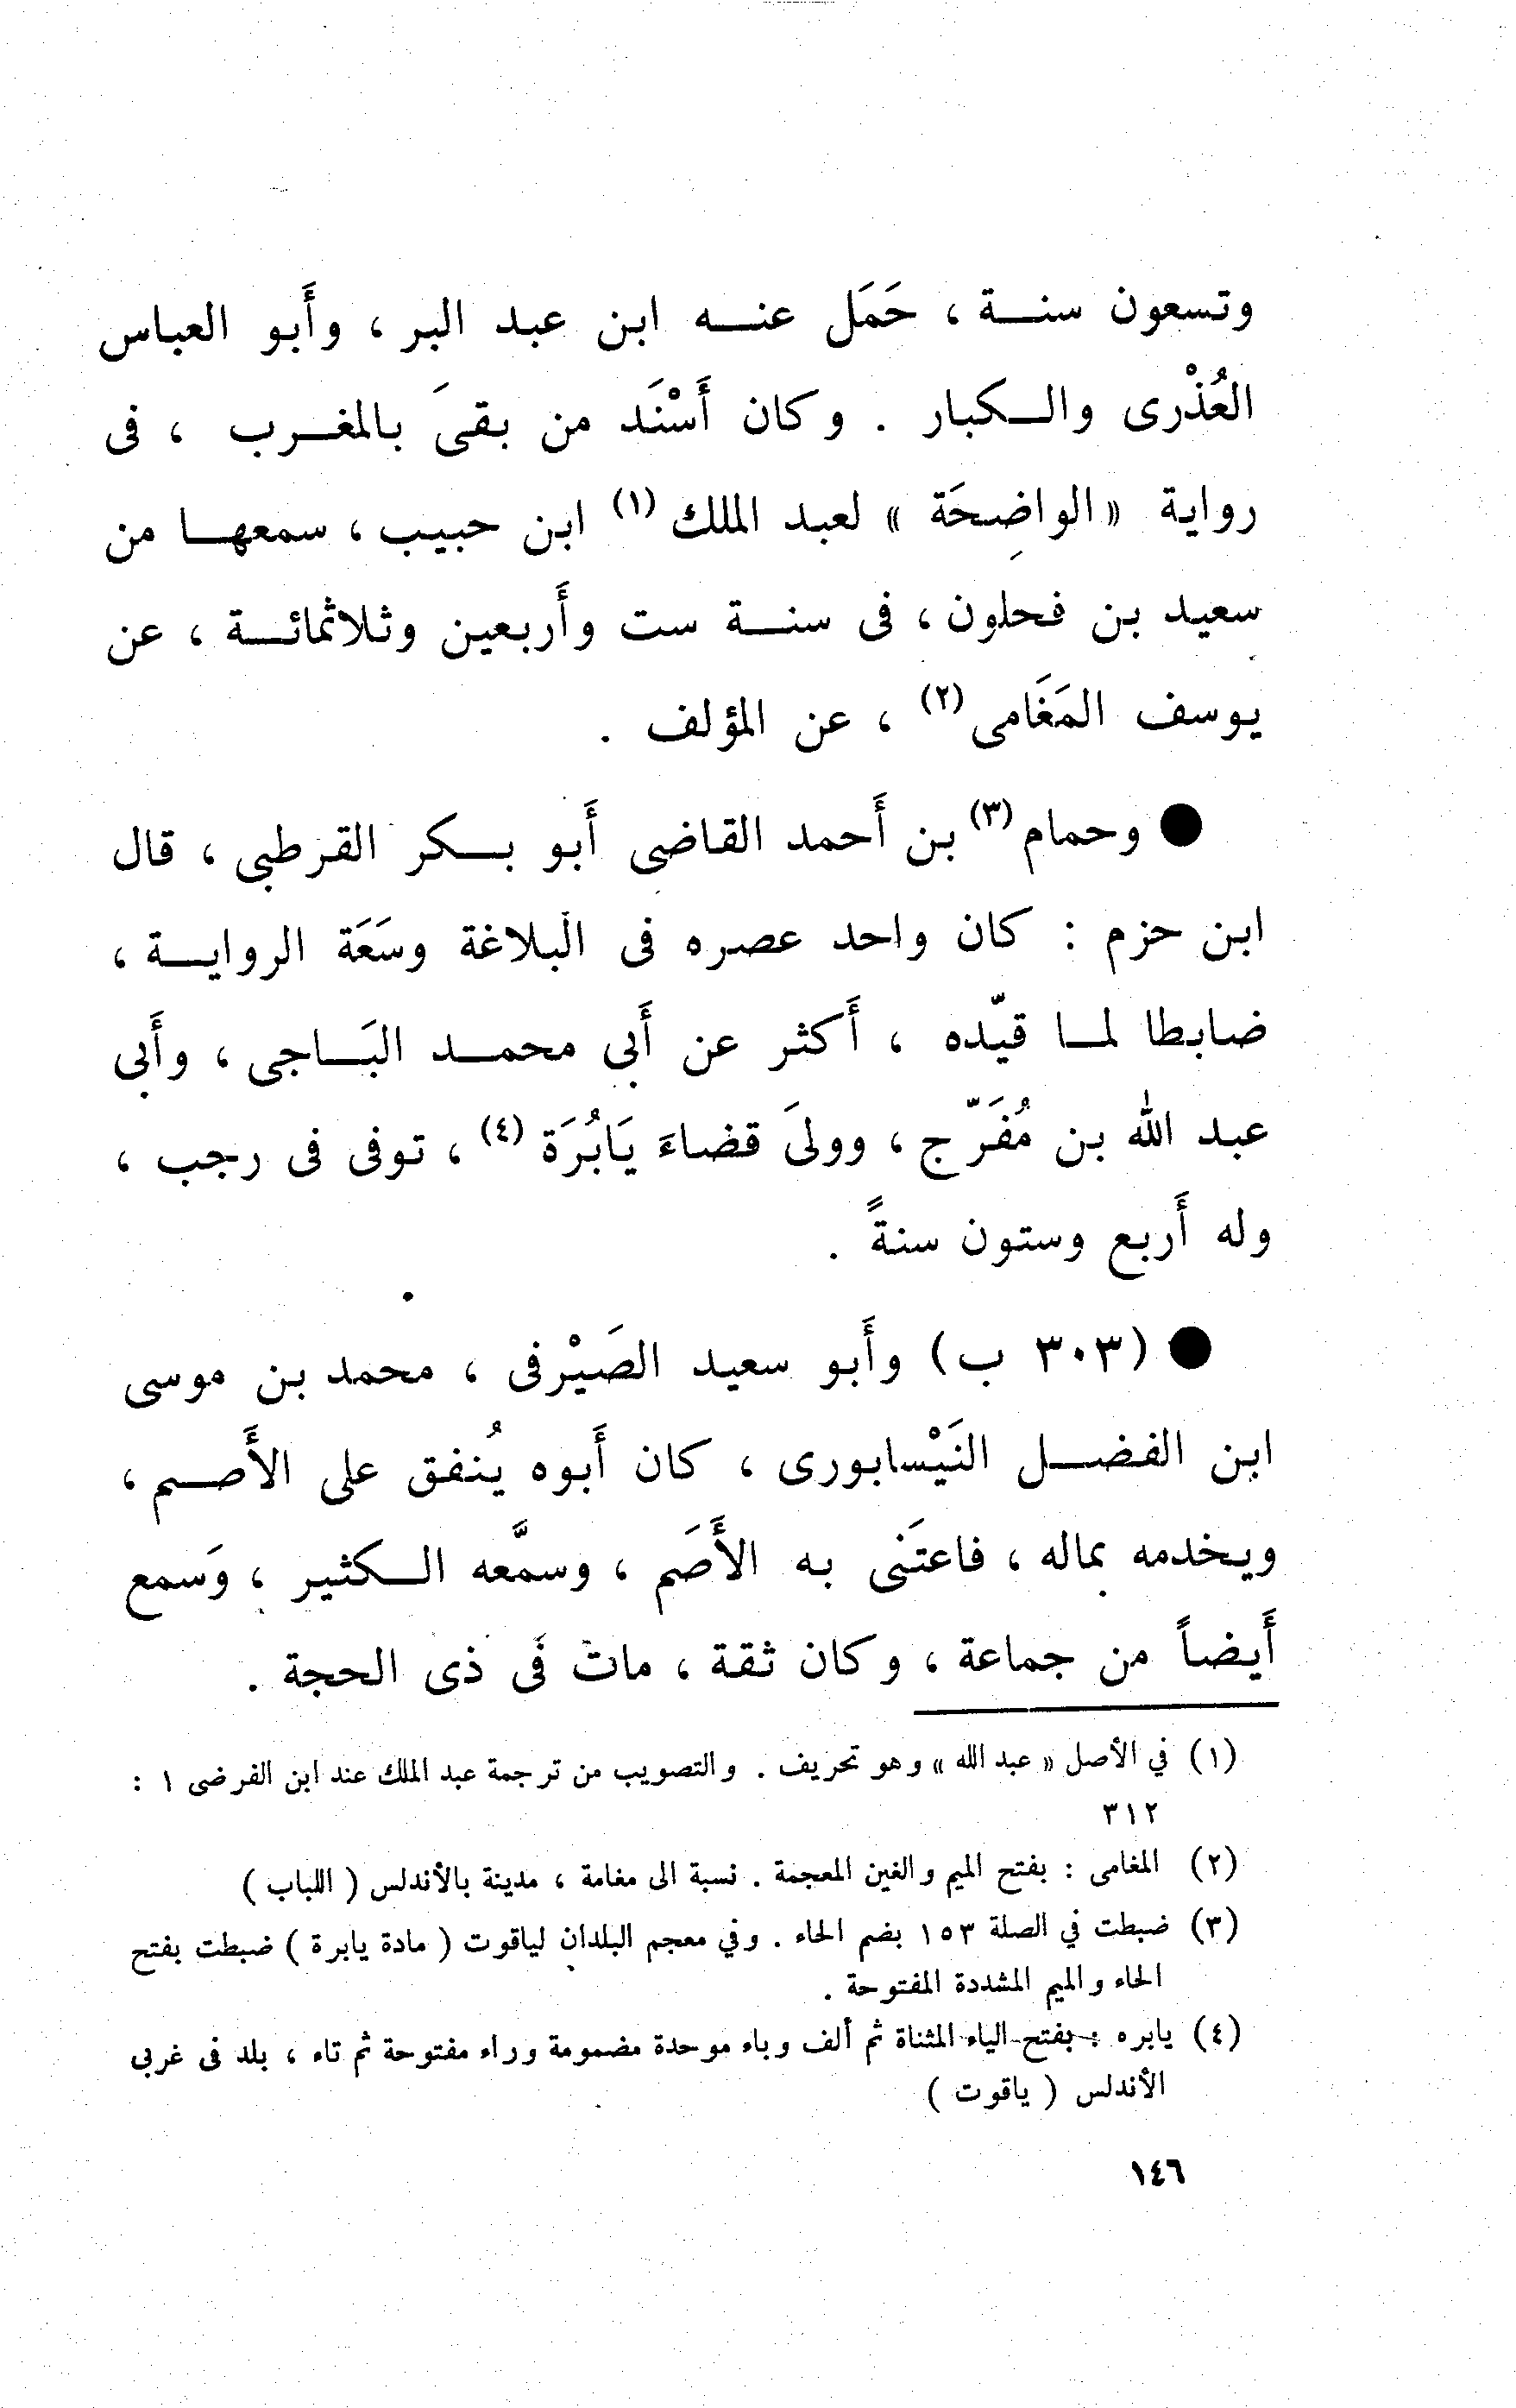 وتسعون سنة ، حَمَل عنه ابن عبد البر ، وأَبو العباس
العُذْرى والكبار . وكان أَسْنَد من بقىَ بالمغرب ، فى
رواية «الواضحَة » لعبد الملك (١) ابن حبيب ، سمعها من
سعيد بن فحلون ، فى سنة ست وأَربعين وثلاثمائة ، عن
يوسف المَغَامى (٢) ، عن المؤلف .
● وحمام (٣) بن أَحمد القاضى أَبو بكر القرطبى ، قال
ابن حزم : كان واحد عصره فى البلاغة وسَعَة الرواية ،
ضابطا لما قيّده ، أَكثر عن أَبى محمد البَاجى ، وأَبى
عبد الله بن مُفَرّج ، وولىَ قضاءَ يَابُرَة (٤) ، توفى فى رجب ،
وله أَربع وستون سنةً .
● (٣٠٣ ب) وأَبو سعيد الصَيْرفى ، محمد بن موسى
ابن الفضل النَيْسابورى ، كان أَبوه يُنفق على الأَصم ،
ويخدمه بماله ، فاعتَنى به الأَصَم ، وسمَّعه الكثير ، وَسمع
أَيضاً من جماعة ، وكان ثقة ، مات فى ذى الحجة .
(١) في الأصل « عبد الله » وهو تحريف . والتصويب من ترجمة عبد الملك عند ابن الفرضى ١ :
٣١٢
(٢) المغامى : بفتح الميم والغين المعجمة . نسبة الى مغامة ، مدينة بالأندلس ( اللباب )
(٣) ضبطت في الصلة ١٥٣ بضم الحاء . وفي معجم البلدان لياقوت ( مادة يابرة ) ضبطت بفتح
الحاء والميم المشددة المفتوحة .
(٤) يابره : بفتح الياء المثناة ثم ألف وباء موحدة مضمومة وراء مفتوحة ثم تاء ، بلد فى غربى
الأندلس ( ياقوت )
١٤٦